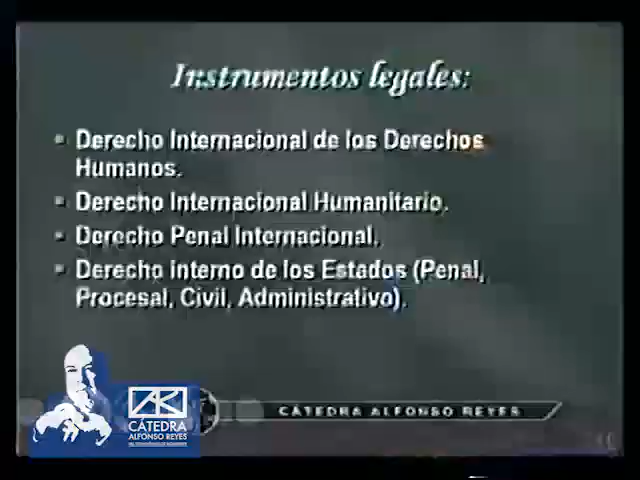 Instrumentos legales:
Derecho Internacional de los Derechos
Humanos.
Derecho Internacional Humanitario.
Derecho Penal Internacional.
Derecho interno de los Estados (Penal,
Procesal, Civil, Administrativo).
CÁTEDRA ALFONSO REYES
CÁTEDRA
ALFONSO REYES